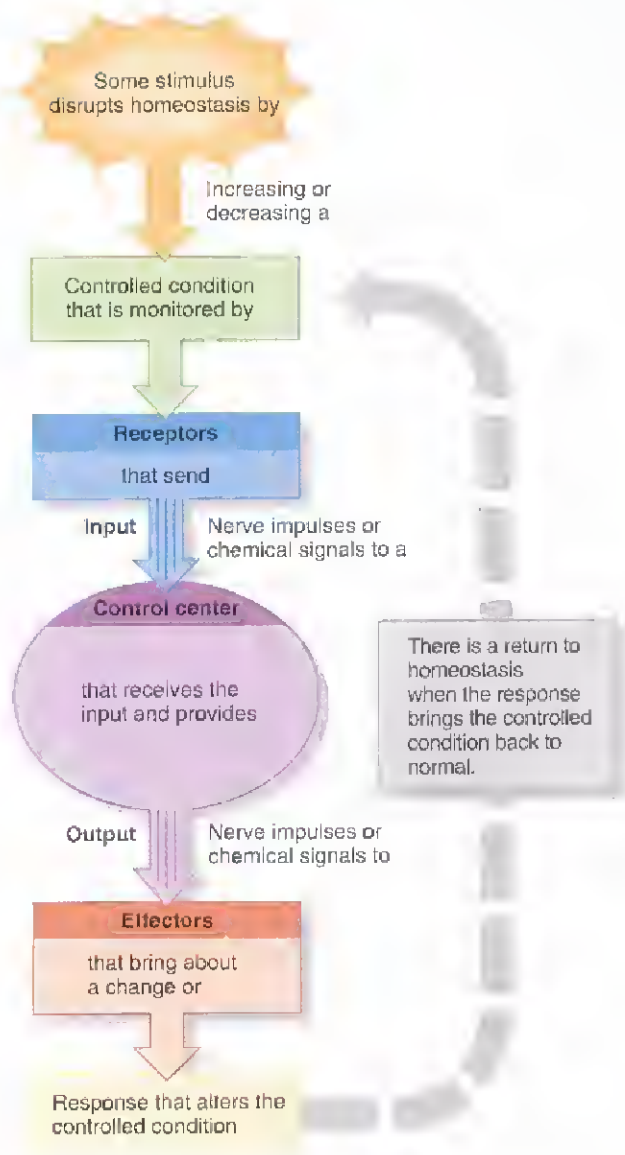 Some stimulus
disrupts homeostasis by
Increasing or
decreasing a
Controlled condition
that is monitored by
Receptors
that send
Input
Nerve impulses or
chemical signals to a
Control center
that receives the
input and provides
Output
Nerve impulses or
chemical signals to
Effectors
that bring about
a change or
Response that alters the
controlled condition
There is a return to
homeostasis
when the response
brings the controlled
condition back to
normal.